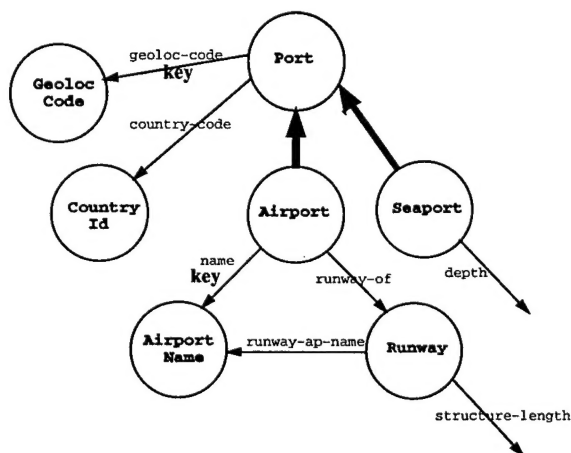 geoloc-code
key
Port
Geoloc
Code
country-code
Country
Id
Airport
Seaport
name
key
runway-of
depth
Airport
Name
runway-ap-name
Runway
structure-length